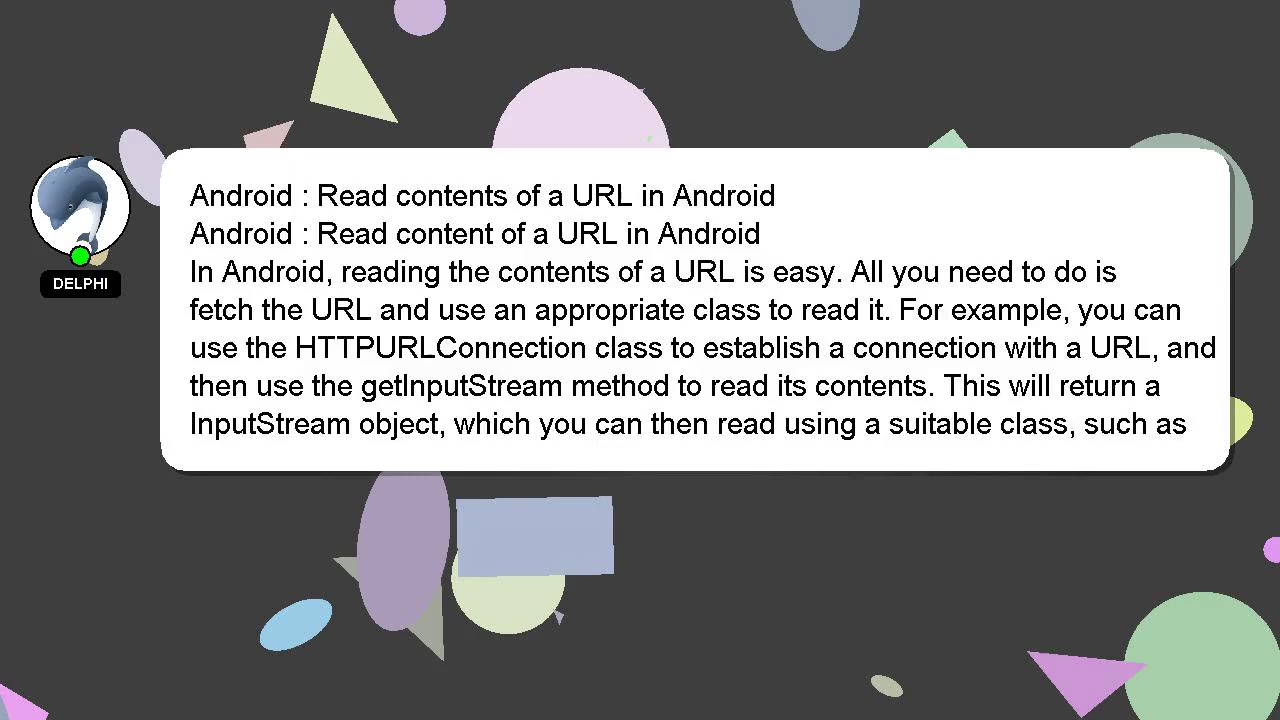 Android : Read contents of a URL in Android
Android : Read content of a URL in Android
In Android, reading the contents of a URL is easy. All you need to do is
fetch the URL and use an appropriate class to read it. For example, you can
use the HTTPURLConnection class to establish a connection with a URL, and
then use the getInputStream method to read its contents. This will return a
InputStream object, which you can then read using a suitable class, such as
DELPHI